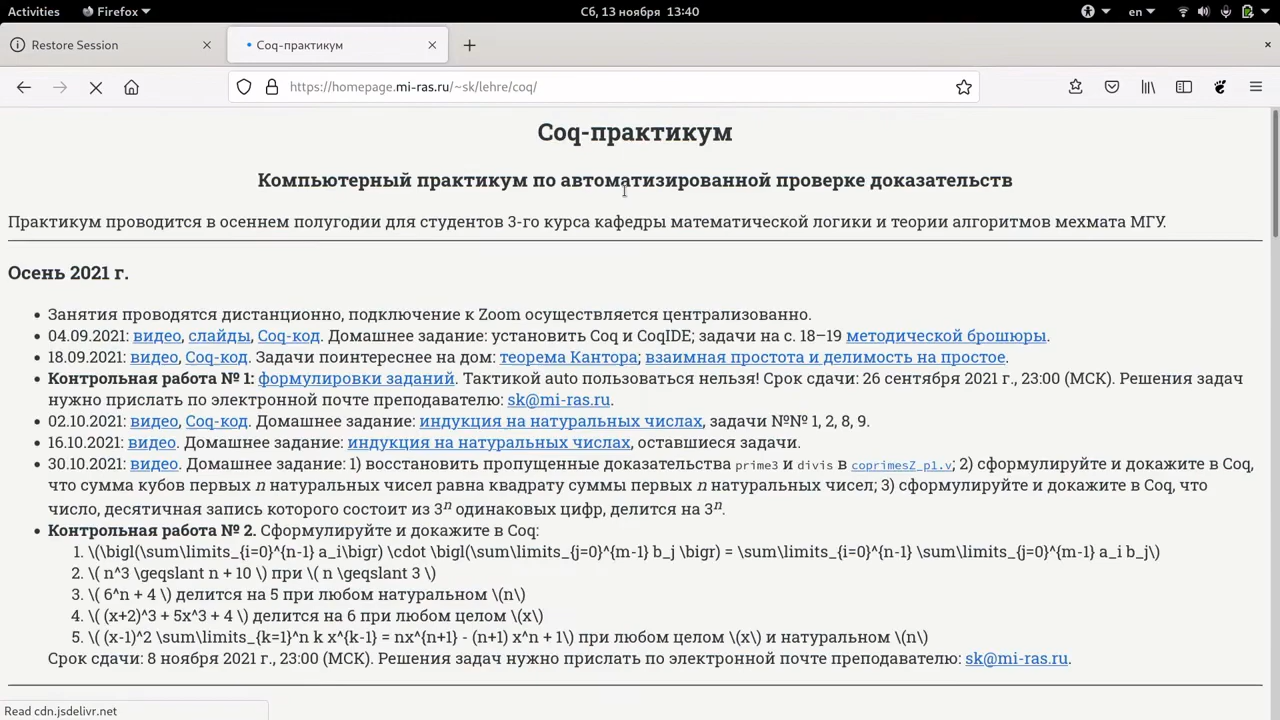 Activities Firefox Сб, 13 ноября 13:40 en
Restore Session Coq-практикум
https://homepage.mi-ras.ru/~sk/lehre/coq/
Coq-практикум
Компьютерный практикум по автоматизированной проверке доказательств
Практикум проводится в осеннем полугодии для студентов 3-го курса кафедры математической логики и теории алгоритмов мехмата МГУ.
Осень 2021 г.
• Занятия проводятся дистанционно, подключение к Zoom осуществляется централизованно.
• 04.09.2021: видео, слайды, Coq-код. Домашнее задание: установить Coq и CoqIDE; задачи на с. 18–19 методической брошюры.
• 18.09.2021: видео, Coq-код. Задачи поинтереснее на дом: теорема Кантора; взаимная простота и делимость на простое.
• Контрольная работа № 1: формулировки заданий. Тактикой auto пользоваться нельзя! Срок сдачи: 26 сентября 2021 г., 23:00 (МСК). Решения задач
нужно прислать по электронной почте преподавателю: sk@mi-ras.ru.
• 02.10.2021: видео, Coq-код. Домашнее задание: индукция на натуральных числах, задачи №№ 1, 2, 8, 9.
• 16.10.2021: видео. Домашнее задание: индукция на натуральных числах, оставшиеся задачи.
• 30.10.2021: видео. Домашнее задание: 1) восстановить пропущенные доказательства prime3 и divis в coprimesZ_p1.v; 2) сформулируйте и докажите в Coq,
что сумма кубов первых n натуральных чисел равна квадрату суммы первых n натуральных чисел; 3) сформулируйте и докажите в Coq, что
число, десятичная запись которого состоит из 3^n одинаковых цифр, делится на 3^n.
• Контрольная работа № 2. Сформулируйте и докажите в Coq:
1. \(\bigl(\sum\limits_{i=0}^{n-1} a_i\bigr) \cdot \bigl(\sum\limits_{j=0}^{m-1} b_j \bigr) = \sum\limits_{i=0}^{n-1} \sum\limits_{j=0}^{m-1} a_i b_j\)
2. \( n^3 \geqslant n + 10 \) при \( n \geqslant 3 \)
3. \( 6^n + 4 \) делится на 5 при любом натуральном \(n\)
4. \( (x+2)^3 + 5x^3 + 4 \) делится на 6 при любом целом \(x\)
5. \( (x-1)^2 \sum\limits_{k=1}^n k x^{k-1} = nx^{n+1} - (n+1) x^n + 1\) при любом целом \(x\) и натуральном \(n\)
Срок сдачи: 8 ноября 2021 г., 23:00 (МСК). Решения задач нужно прислать по электронной почте преподавателю: sk@mi-ras.ru.
Read cdn.jsdelivr.net